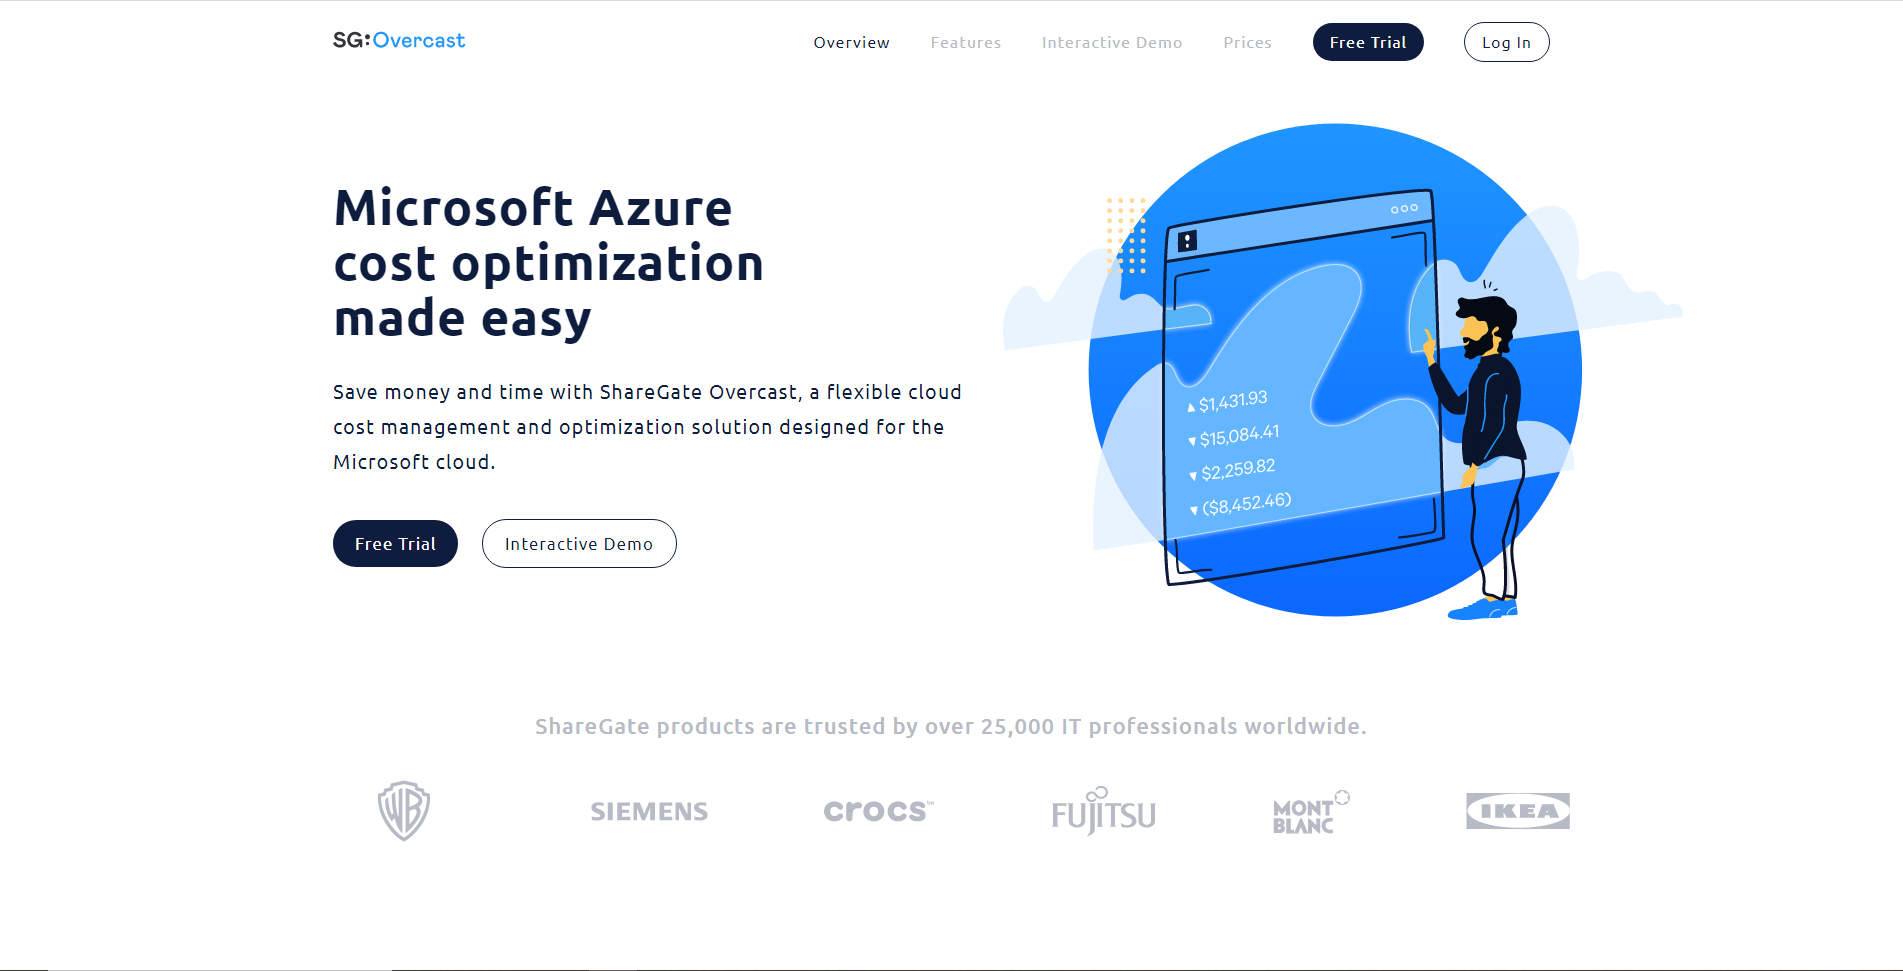 SG:Overcast
Overview
Features
Interactive Demo
Prices
Free Trial
Log In
Microsoft Azure
cost optimization
made easy
Save money and time with ShareGate Overcast, a flexible cloud
cost management and optimization solution designed for the
Microsoft cloud.
Free Trial
Interactive Demo
▲ $1,431.93
▼ $15,084.41
▼ $2,259.82
▼ ($8,452.46)
ShareGate products are trusted by over 25,000 IT professionals worldwide.
WB
SIEMENS
crocs™
FUJITSU
MONT
BLANC
IKEA